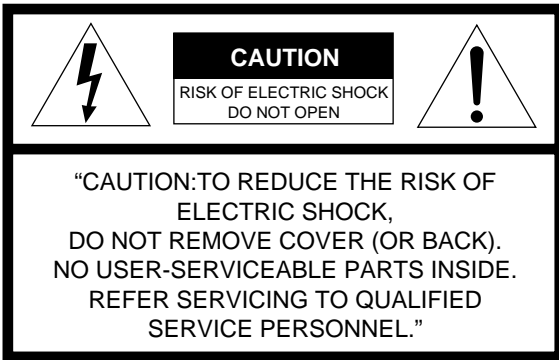 CAUTION
RISK OF ELECTRIC SHOCK
DO NOT OPEN
“CAUTION:TO REDUCE THE RISK OF
ELECTRIC SHOCK,
DO NOT REMOVE COVER (OR BACK).
NO USER-SERVICEABLE PARTS INSIDE.
REFER SERVICING TO QUALIFIED
SERVICE PERSONNEL.”